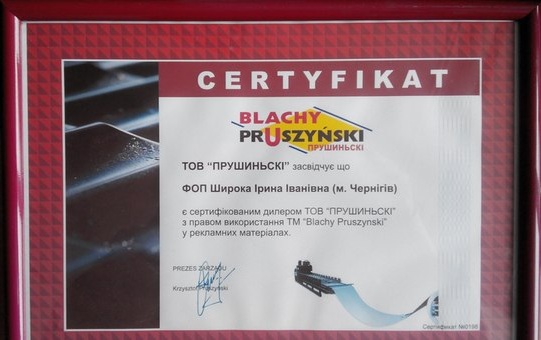 CERTYFIKAT
BLACHY
PRUSZYŃSKI
ПРУШИНЬСКІ
ТОВ “ПРУШИНЬСКІ” засвідчує що
ФОП Широка Ірина Іванівна (м. Чернігів)
є сертифікованим дилером ТОВ “ПРУШИНЬСКІ”
з правом використання ТМ “Blachy Pruszynski”
у рекламних матеріалах.
PREZES ZARZĄDU
Krzysztof Pruszyński
Сертифікат №0198